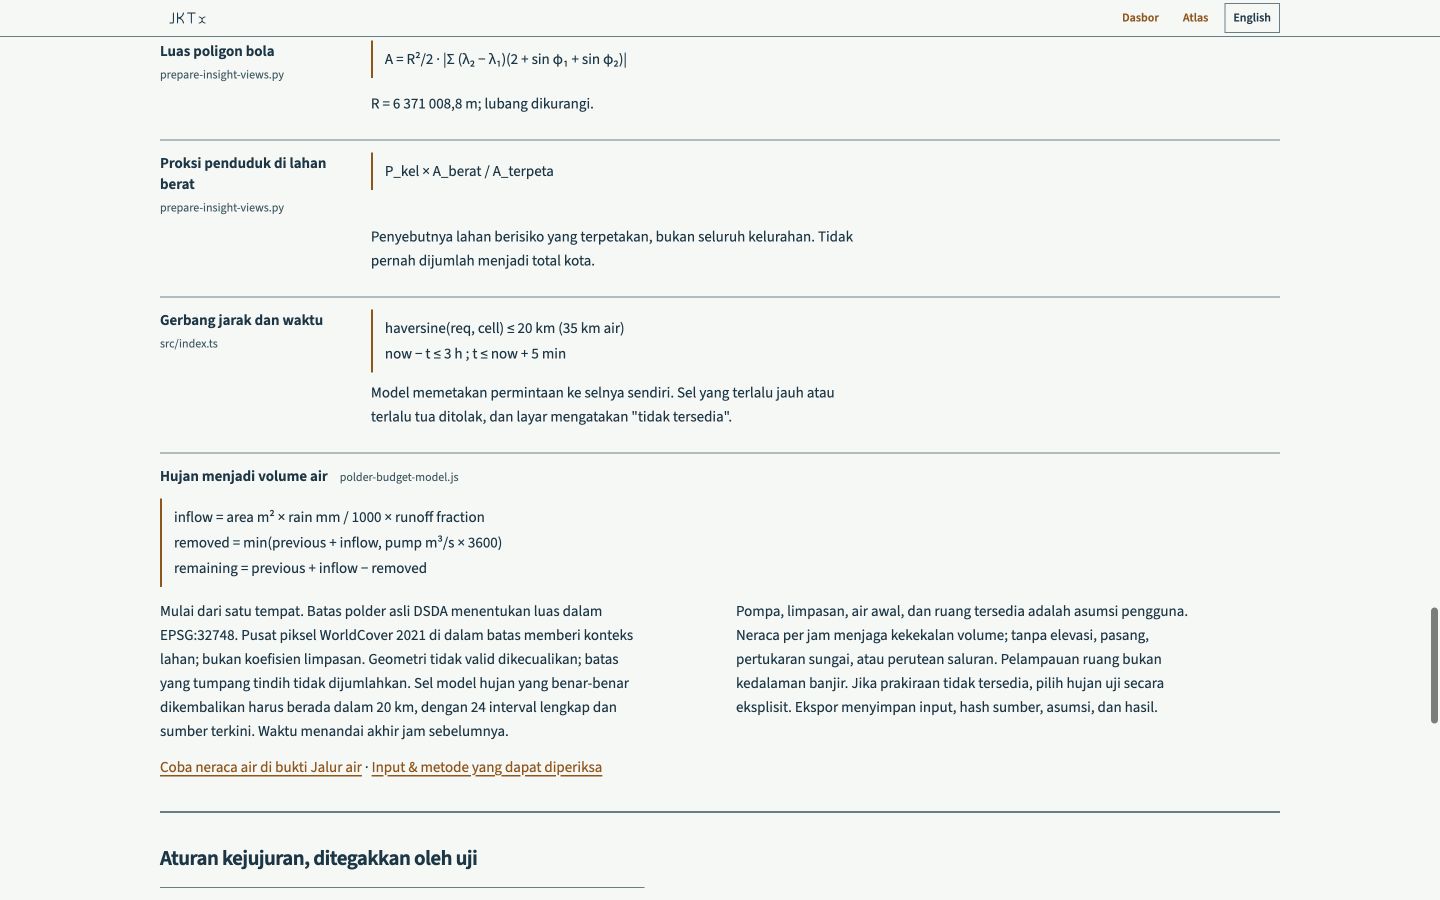 JKTx
Dasbor
Atlas
English
Luas poligon bola
prepare-insight-views.py
A = R²/2 · |Σ (λ₂ − λ₁)(2 + sin φ₁ + sin φ₂)|
R = 6 371 008,8 m; lubang dikurangi.
Proksi penduduk di lahan
berat
prepare-insight-views.py
P_kel × A_berat / A_terpeta
Penyebutnya lahan berisiko yang terpetakan, bukan seluruh kelurahan. Tidak
pernah dijumlah menjadi total kota.
Gerbang jarak dan waktu
src/index.ts
haversine(req, cell) ≤ 20 km (35 km air)
now − t ≤ 3 h ; t ≤ now + 5 min
Model memetakan permintaan ke selnya sendiri. Sel yang terlalu jauh atau
terlalu tua ditolak, dan layar mengatakan "tidak tersedia".
Hujan menjadi volume air polder-budget-model.js
inflow = area m² × rain mm / 1000 × runoff fraction
removed = min(previous + inflow, pump m³/s × 3600)
remaining = previous + inflow − removed
Mulai dari satu tempat. Batas polder asli DSDA menentukan luas dalam
EPSG:32748. Pusat piksel WorldCover 2021 di dalam batas memberi konteks
lahan; bukan koefisien limpasan. Geometri tidak valid dikecualikan; batas
yang tumpang tindih tidak dijumlahkan. Sel model hujan yang benar-benar
dikembalikan harus berada dalam 20 km, dengan 24 interval lengkap dan
sumber terkini. Waktu menandai akhir jam sebelumnya.
Pompa, limpasan, air awal, dan ruang tersedia adalah asumsi pengguna.
Neraca per jam menjaga kekekalan volume; tanpa elevasi, pasang,
pertukaran sungai, atau perutean saluran. Pelampauan ruang bukan
kedalaman banjir. Jika prakiraan tidak tersedia, pilih hujan uji secara
eksplisit. Ekspor menyimpan input, hash sumber, asumsi, dan hasil.
Coba neraca air di bukti Jalur air · Input & metode yang dapat diperiksa
Aturan kejujuran, ditegakkan oleh uji